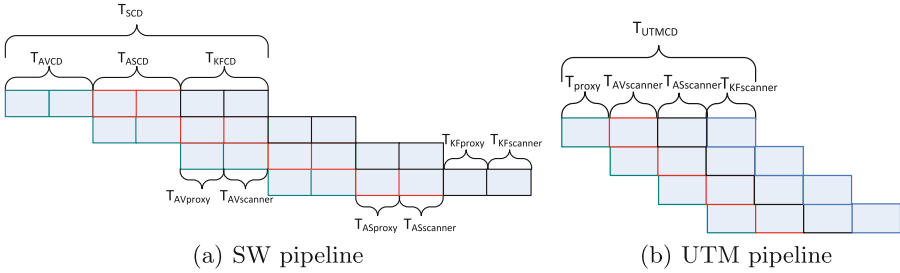 T_SCD
T_AVCD T_ASCD T_KFCD
T_KFproxy T_KFscanner
T_AVproxy T_AVscanner
T_ASproxy T_ASscanner
(a) SW pipeline
T_UTMCD
T_proxy T_AVscanner T_ASscanner T_KFscanner
(b) UTM pipeline